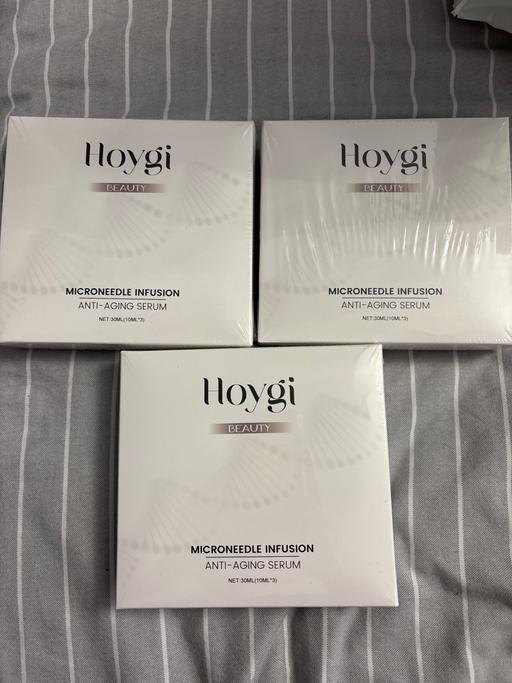 Hoygi
BEAUTY
MICRONEEDLE INFUSION
ANTI-AGING SERUM
NET:30ML(10ML*3)
Hoygi
BEAUTY
MICRONEEDLE INFUSION
ANTI-AGING SERUM
NET:30ML(10ML*3)
Hoygi
BEAUTY
MICRONEEDLE INFUSION
ANTI-AGING SERUM
NET:30ML(10ML*3)